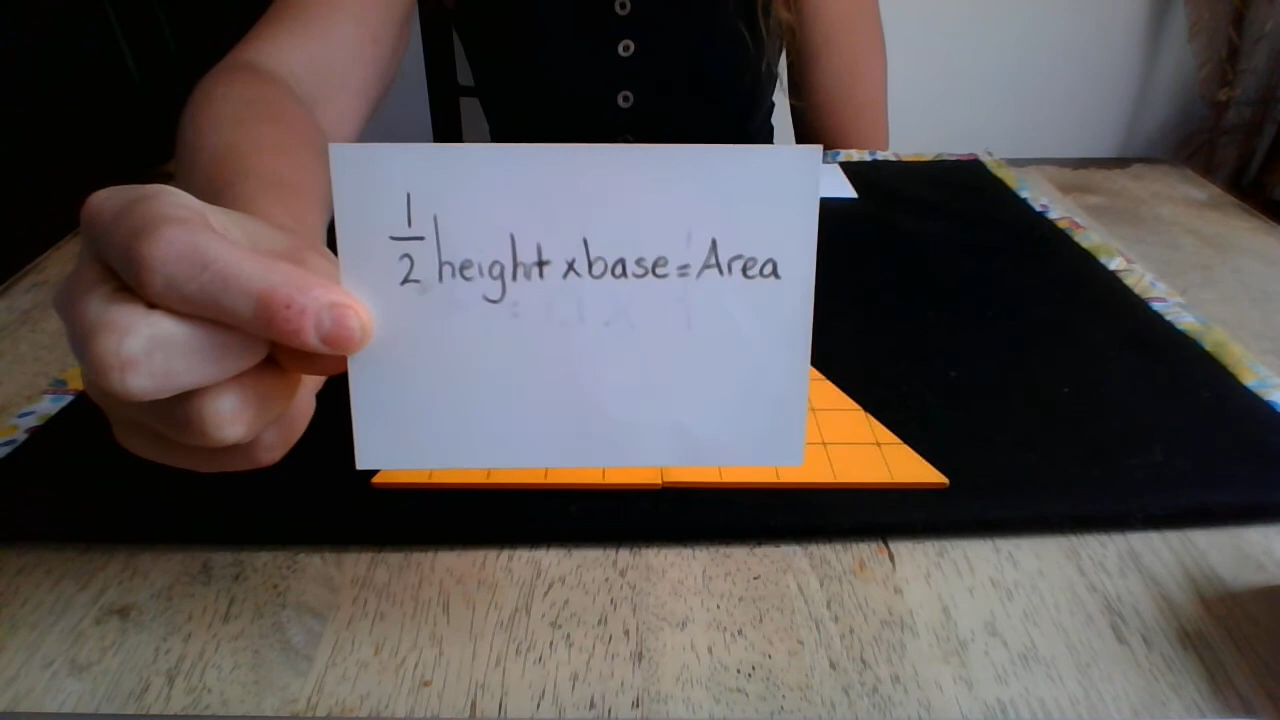 1/2 height x base = Area